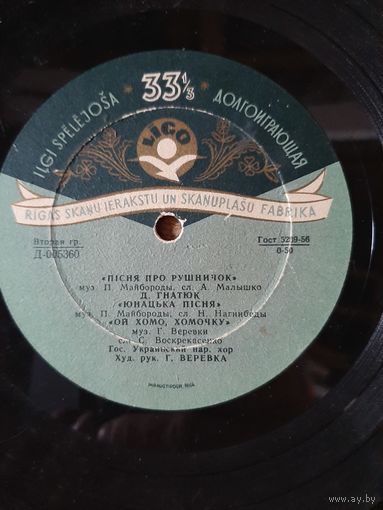 ILGI SPĒLĒJOŠA 33⅓ ДОЛГОИГРАЮЩАЯ
LIGO
RĪGAS SKAŅU IERAKSTU UN SKAŅUPLAŠU FABRIKA
Вторая гр.
Д-005360
Гост 5289-56
«ПІСНЯ ПРО РУШНИЧОК»
муз. П. Майбороды, сл. А. Малышко
Д. ГНАТЮК
«ЮНАЦЬКА ПІСНЯ»
муз. П. Майбороды, сл. Н. Нагнибеды
«ОЙ ХОМО, ХОМОЧКУ»
муз. Г. Веревки
сл. С. Воскрекасенко
Гос. Украинский нар. хор
Худ. рук. Г. ВЕРЕВКА
www.ay.by